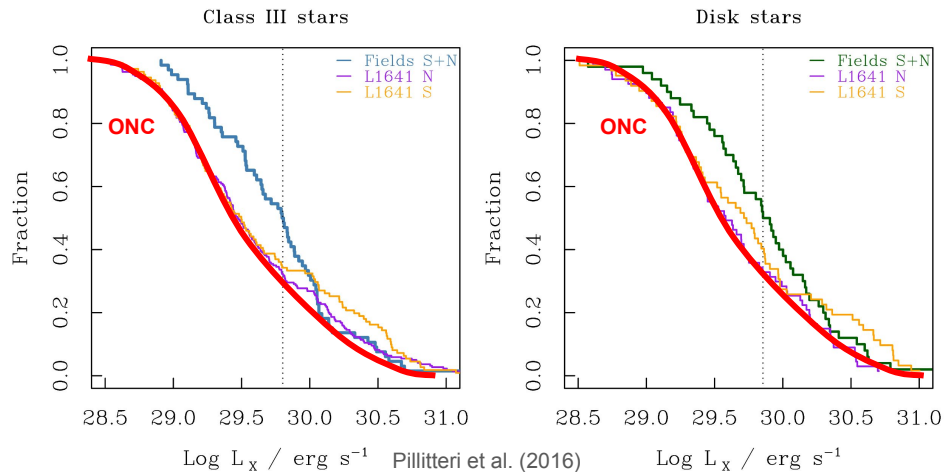 Class III stars
Fields S+N
L1641 N
L1641 S
ONC
Fraction
0.0
0.2
0.4
0.6
0.8
1.0
28.5 29.0 29.5 30.0 30.5 31.0
Log L_X / erg s⁻¹
Disk stars
Fields S+N
L1641 N
L1641 S
ONC
Fraction
0.0
0.2
0.4
0.6
0.8
1.0
28.5 29.0 29.5 30.0 30.5 31.0
Log L_X / erg s⁻¹
Pillitteri et al. (2016)